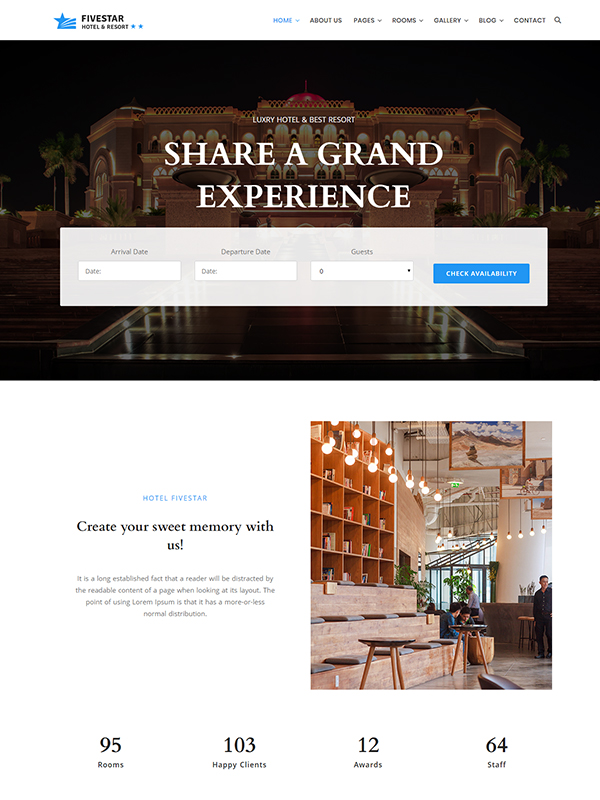 FIVESTAR
HOTEL & RESORT
HOME ABOUT US PAGES ROOMS GALLERY BLOG CONTACT
LUXRY HOTEL & BEST RESORT
SHARE A GRAND
EXPERIENCE
Arrival Date Departure Date Guests
Date: Date: 0 CHECK AVAILABILITY
HOTEL FIVESTAR
Create your sweet memory with
us!
It is a long established fact that a reader will be distracted by
the readable content of a page when looking at its layout. The
point of using Lorem Ipsum is that it has a more-or-less
normal distribution.
95 103 12 64
Rooms Happy Clients Awards Staff